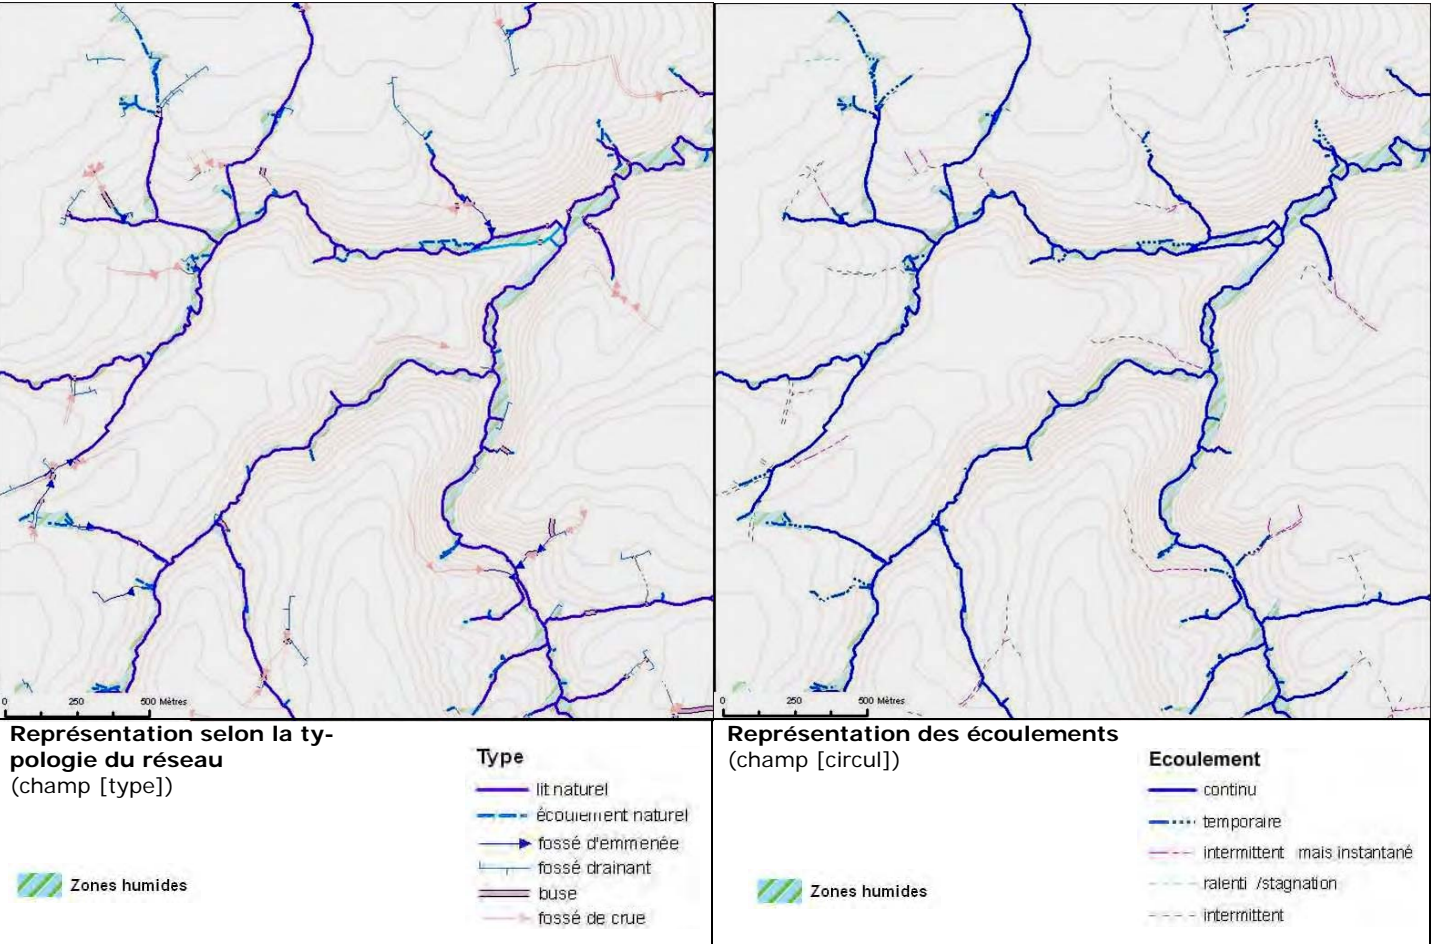 0 250 500 Mètres
0 250 500 Mètres
Représentation selon la ty-
pologie du réseau
(champ [type])
Type
lit naturel
écoulement naturel
fossé d'emmenée
fossé drainant
buse
fossé de crue
Zones humides
Représentation des écoulements
(champ [circul])
Ecoulement
continu
temporaire
intermittent mais instantané
ralenti /stagnation
intermittent
Zones humides